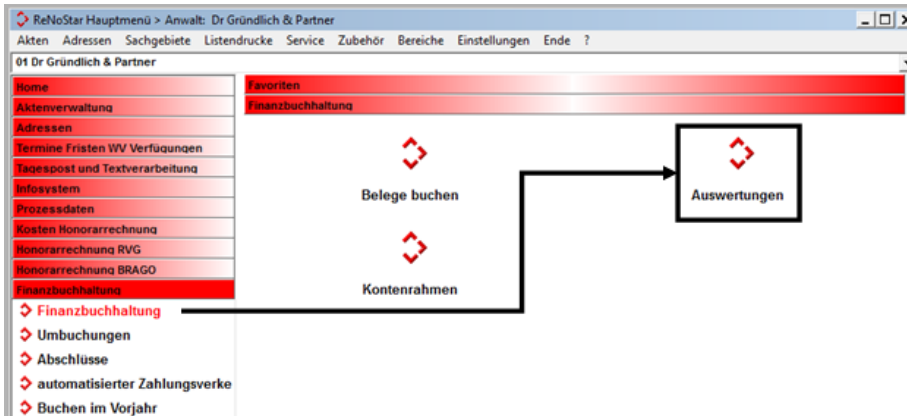 ReNoStar Hauptmenü > Anwalt: Dr Gründlich & Partner
Akten Adressen Sachgebiete Listendrucke Service Zubehör Bereiche Einstellungen Ende ?
01 Dr Gründlich & Partner
Home
Aktenverwaltung
Adressen
Termine Fristen WV Verfügungen
Tagespost und Textverarbeitung
Infosystem
Prozessdaten
Kosten Honorarrechnung
Honorarrechnung RVG
Honorarrechnung BRAGO
Finanzbuchhaltung
Finanzbuchhaltung
Umbuchungen
Abschlüsse
automatisierter Zahlungsverke
Buchen im Vorjahr
Favoriten
Finanzbuchhaltung
Belege buchen
Auswertungen
Kontenrahmen